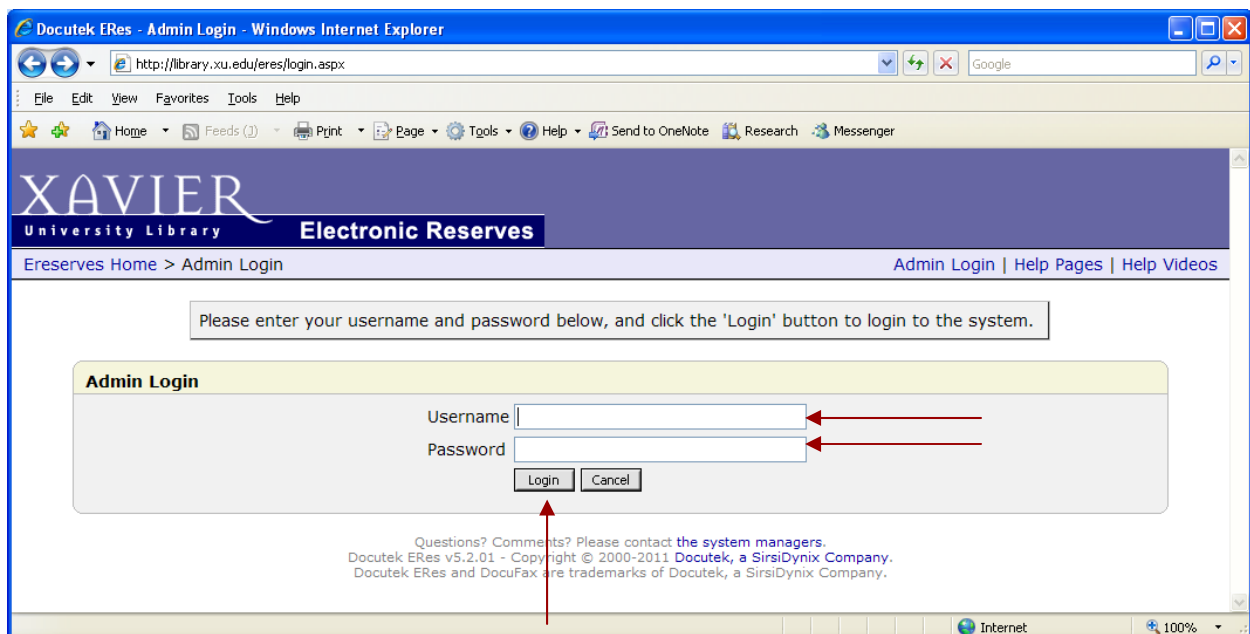 Docutek ERes - Admin Login - Windows Internet Explorer
http://library.xu.edu/eres/login.aspx
Google
File Edit View Favorites Tools Help
Home Feeds (J) Print Page Tools Help Send to OneNote Research Messenger
XAVIER
University Library
Electronic Reserves
Ereserves Home > Admin Login
Admin Login | Help Pages | Help Videos
Please enter your username and password below, and click the 'Login' button to login to the system.
Admin Login
Username
Password
Login Cancel
Questions? Comments? Please contact the system managers.
Docutek ERes v5.2.01 - Copyright © 2000-2011 Docutek, a SirsiDynix Company.
Docutek ERes and DocuFax are trademarks of Docutek, a SirsiDynix Company.
Internet 100%